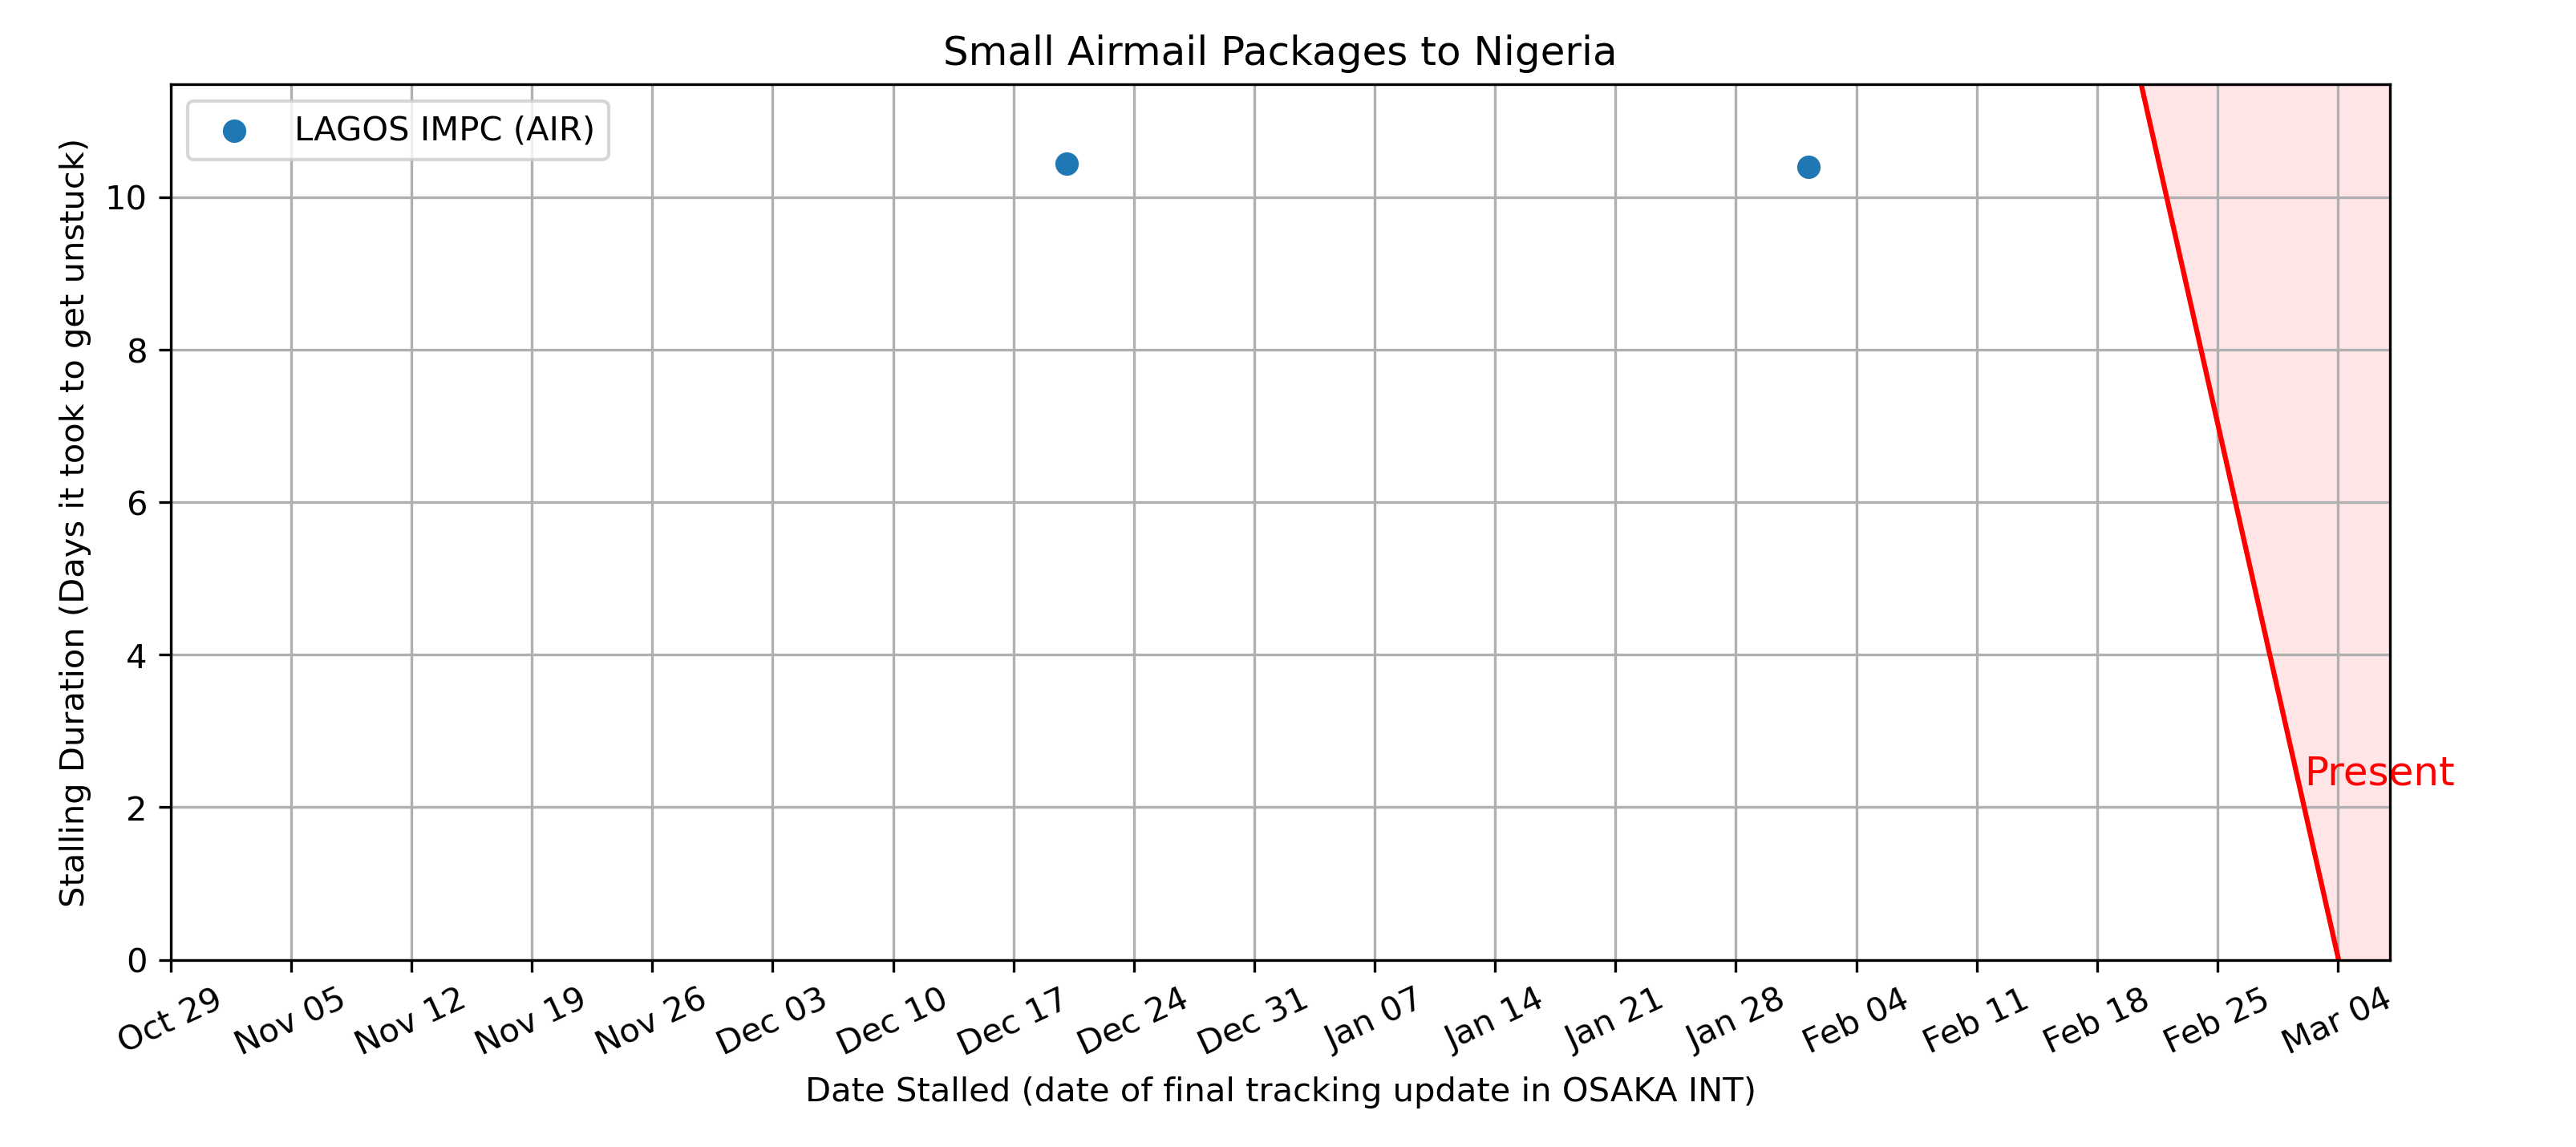 Small Airmail Packages to Nigeria
LAGOS IMPC (AIR)
Stalling Duration (Days it took to get unstuck)
10
8
6
4
2
0
Present
Oct 29
Nov 05
Nov 12
Nov 19
Nov 26
Dec 03
Dec 10
Dec 17
Dec 24
Dec 31
Jan 07
Jan 14
Jan 21
Jan 28
Feb 04
Feb 11
Feb 18
Feb 25
Mar 04
Date Stalled (date of final tracking update in OSAKA INT)